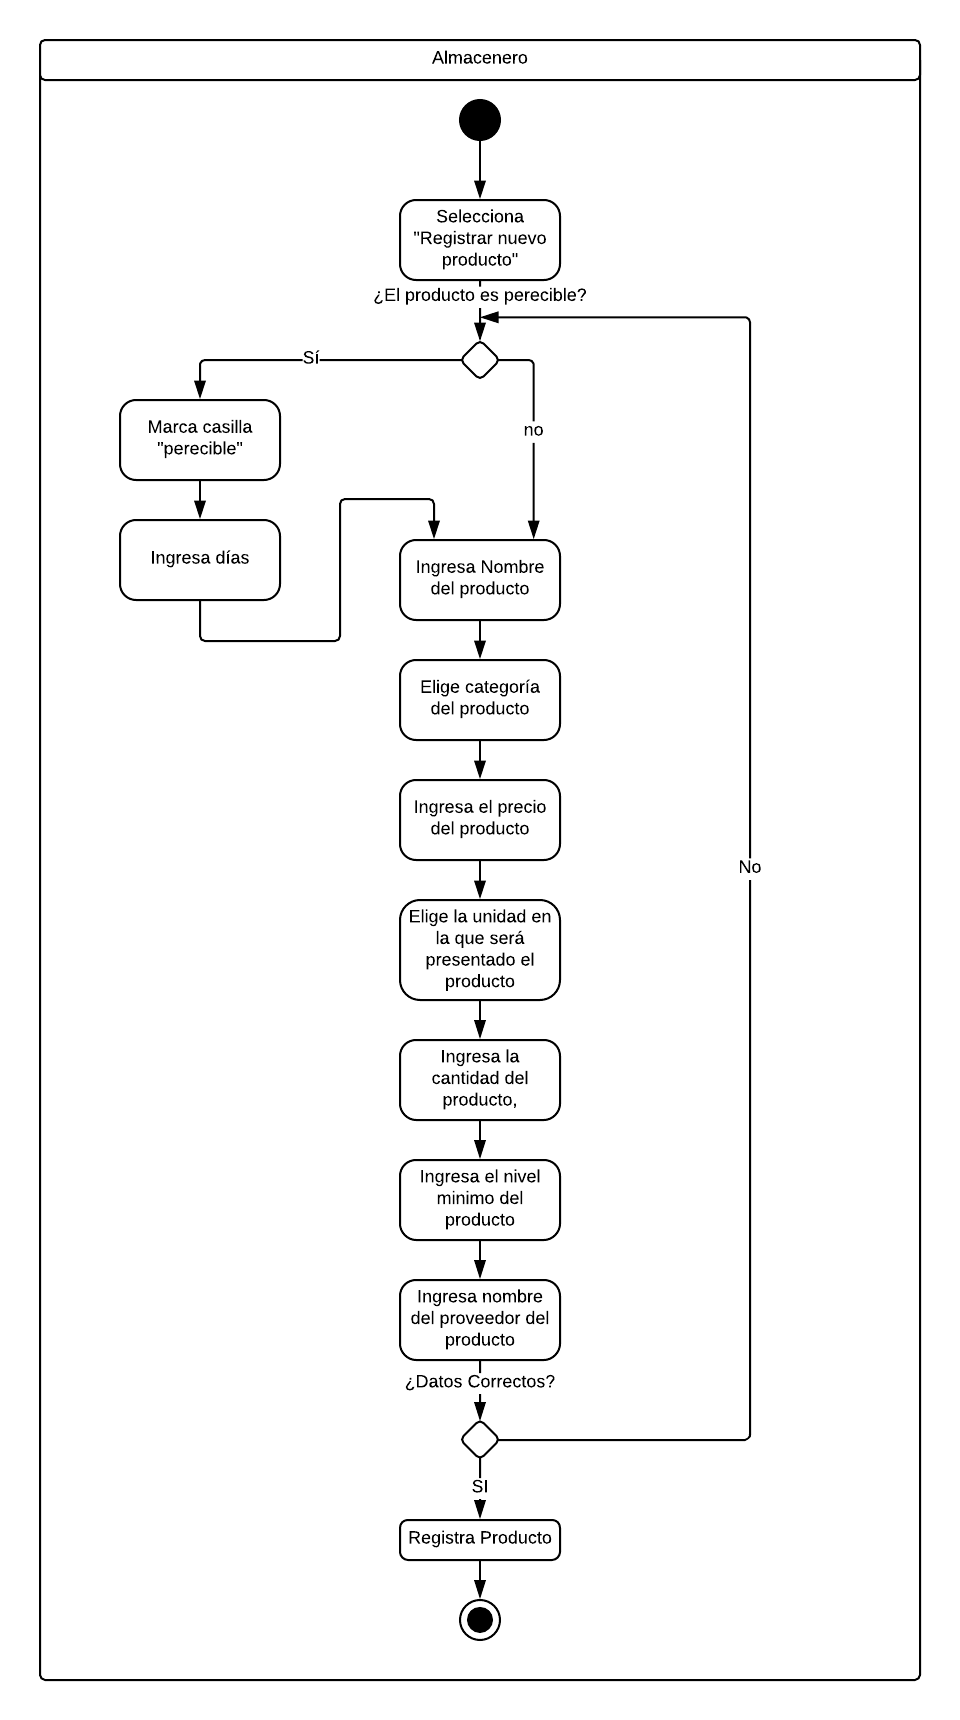 Almacenero
Selecciona
"Registrar nuevo
producto"
¿El producto es perecible?
Sí
no
Marca casilla
"perecible"
Ingresa días
Ingresa Nombre
del producto
Elige categoría
del producto
Ingresa el precio
del producto
No
Elige la unidad en
la que será
presentado el
producto
Ingresa la
cantidad del
producto,
Ingresa el nivel
minimo del
producto
Ingresa nombre
del proveedor del
producto
¿Datos Correctos?
SI
Registra Producto